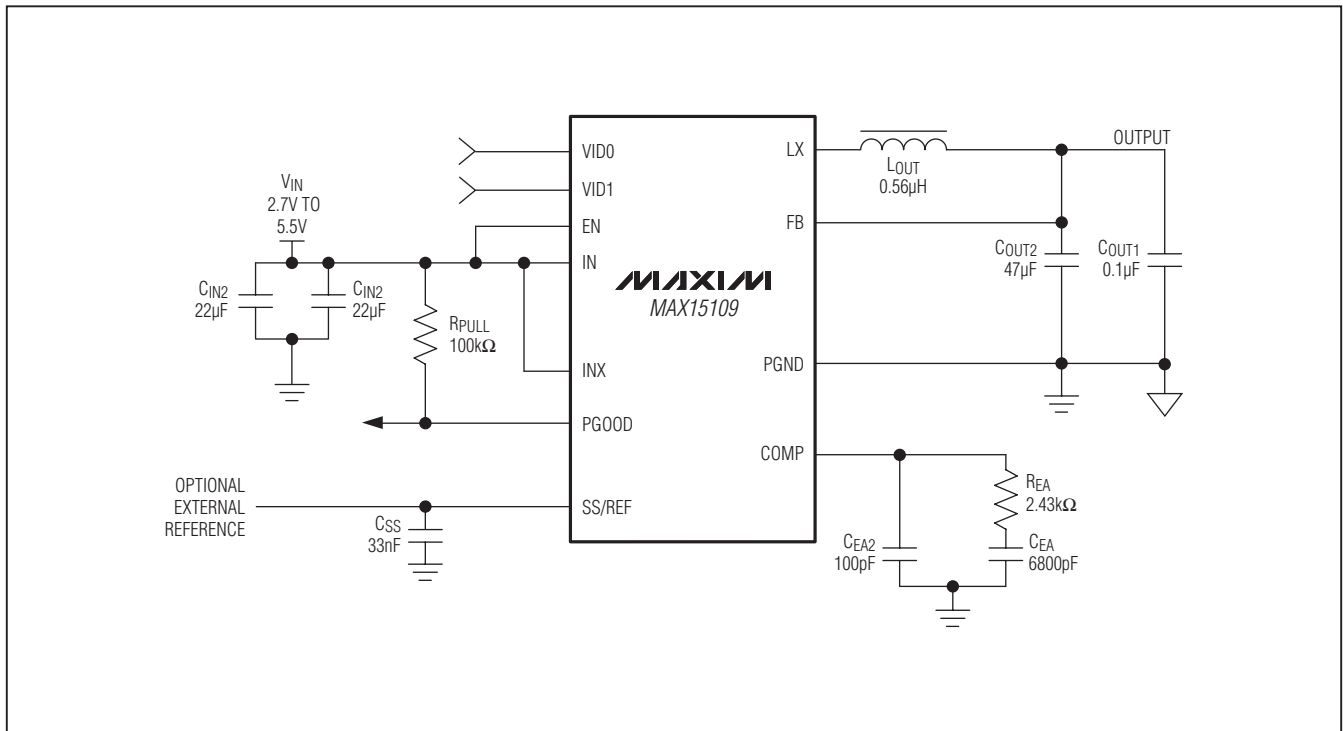 VIN
2.7V TO
5.5V
CIN2
22µF
CIN2
22µF
RPULL
100kΩ
OPTIONAL
EXTERNAL
REFERENCE
CSS
33nF
VID0
VID1
EN
IN
INX
PGOOD
SS/REF
MAXIM
MAX15109
LX
FB
PGND
COMP
LOUT
0.56µH
OUTPUT
COUT2
47µF
COUT1
0.1µF
REA
2.43kΩ
CEA2
100pF
CEA
6800pF